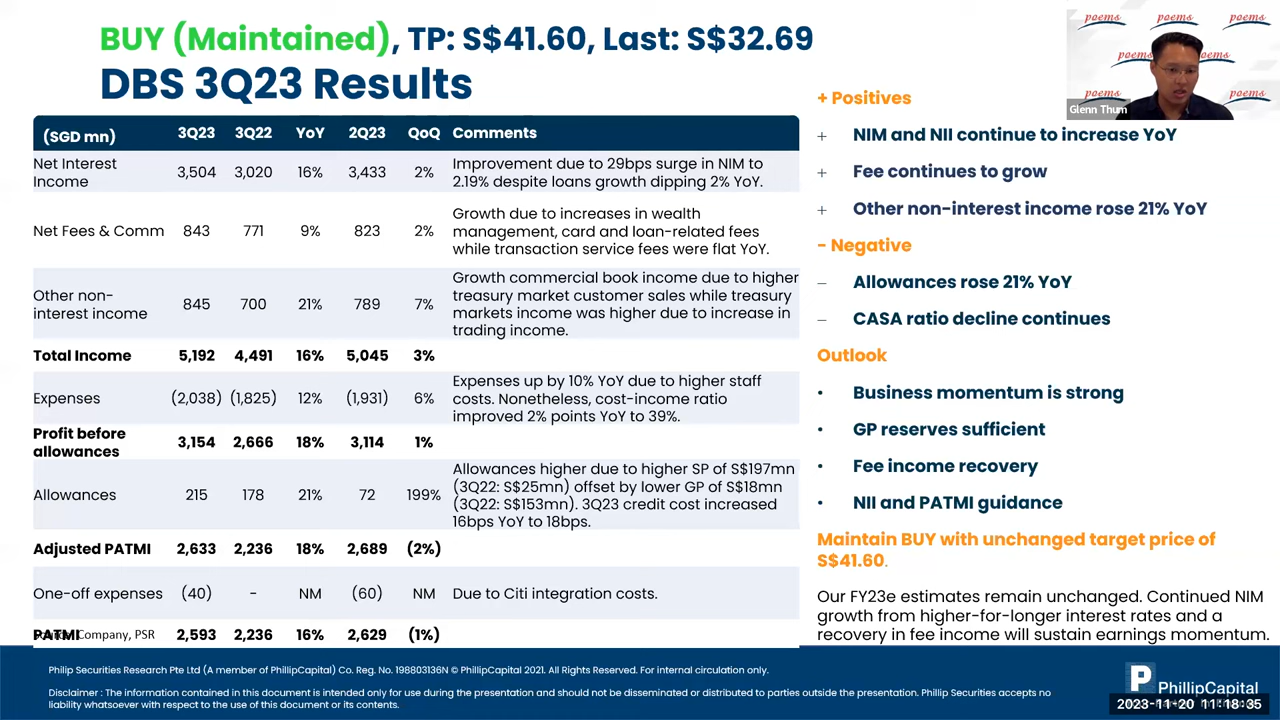 BUY (Maintained), TP: S$41.60, Last: S$32.69
DBS 3Q23 Results
(SGD mn) 3Q23 3Q22 YoY 2Q23 QoQ Comments
Net Interest
Income 3,504 3,020 16% 3,433 2% Improvement due to 29bps surge in NIM to
2.19% despite loans growth dipping 2% YoY.
Net Fees & Comm 843 771 9% 823 2% Growth due to increases in wealth
management, card and loan-related fees
while transaction service fees were flat YoY.
Other non-
interest income 845 700 21% 789 7% Growth commercial book income due to higher
treasury market customer sales while treasury
markets income was higher due to increase in
trading income.
Total Income 5,192 4,491 16% 5,045 3%
Expenses (2,038) (1,825) 12% (1,931) 6% Expenses up by 10% YoY due to higher staff
costs. Nonetheless, cost-income ratio
improved 2% points YoY to 39%.
Profit before
allowances 3,154 2,666 18% 3,114 1%
Allowances 215 178 21% 72 199% Allowances higher due to higher SP of S$197mn
(3Q22: S$25mn) offset by lower GP of S$18mn
(3Q22: S$153mn). 3Q23 credit cost increased
16bps YoY to 18bps.
Adjusted PATMI 2,633 2,236 18% 2,689 (2%)
One-off expenses (40) - NM (60) NM Due to Citi integration costs.
PATMI 2,593 2,236 16% 2,629 (1%)
Company, PSR
+ Positives
+ NIM and NII continue to increase YoY
+ Fee continues to grow
+ Other non-interest income rose 21% YoY
- Negative
– Allowances rose 21% YoY
– CASA ratio decline continues
Outlook
• Business momentum is strong
• GP reserves sufficient
• Fee income recovery
• NII and PATMI guidance
Maintain BUY with unchanged target price of
S$41.60.
Our FY23e estimates remain unchanged. Continued NIM
growth from higher-for-longer interest rates and a
recovery in fee income will sustain earnings momentum.
poems poems poems
poems poems
poems poems
Glenn Thum
Philip Securities Research Pte Ltd (A member of PhillipCapital) Co. Reg. No. 198803136N © PhillipCapital 2021. All Rights Reserved. For internal circulation only.
Disclaimer : The information contained in this document is intended only for use during the presentation and should not be disseminated or distributed to parties outside the presentation. Phillip Securities accepts no
liability whatsoever with respect to the use of this document or its contents.
PhillipCapital
2023-11-20 11:18:35